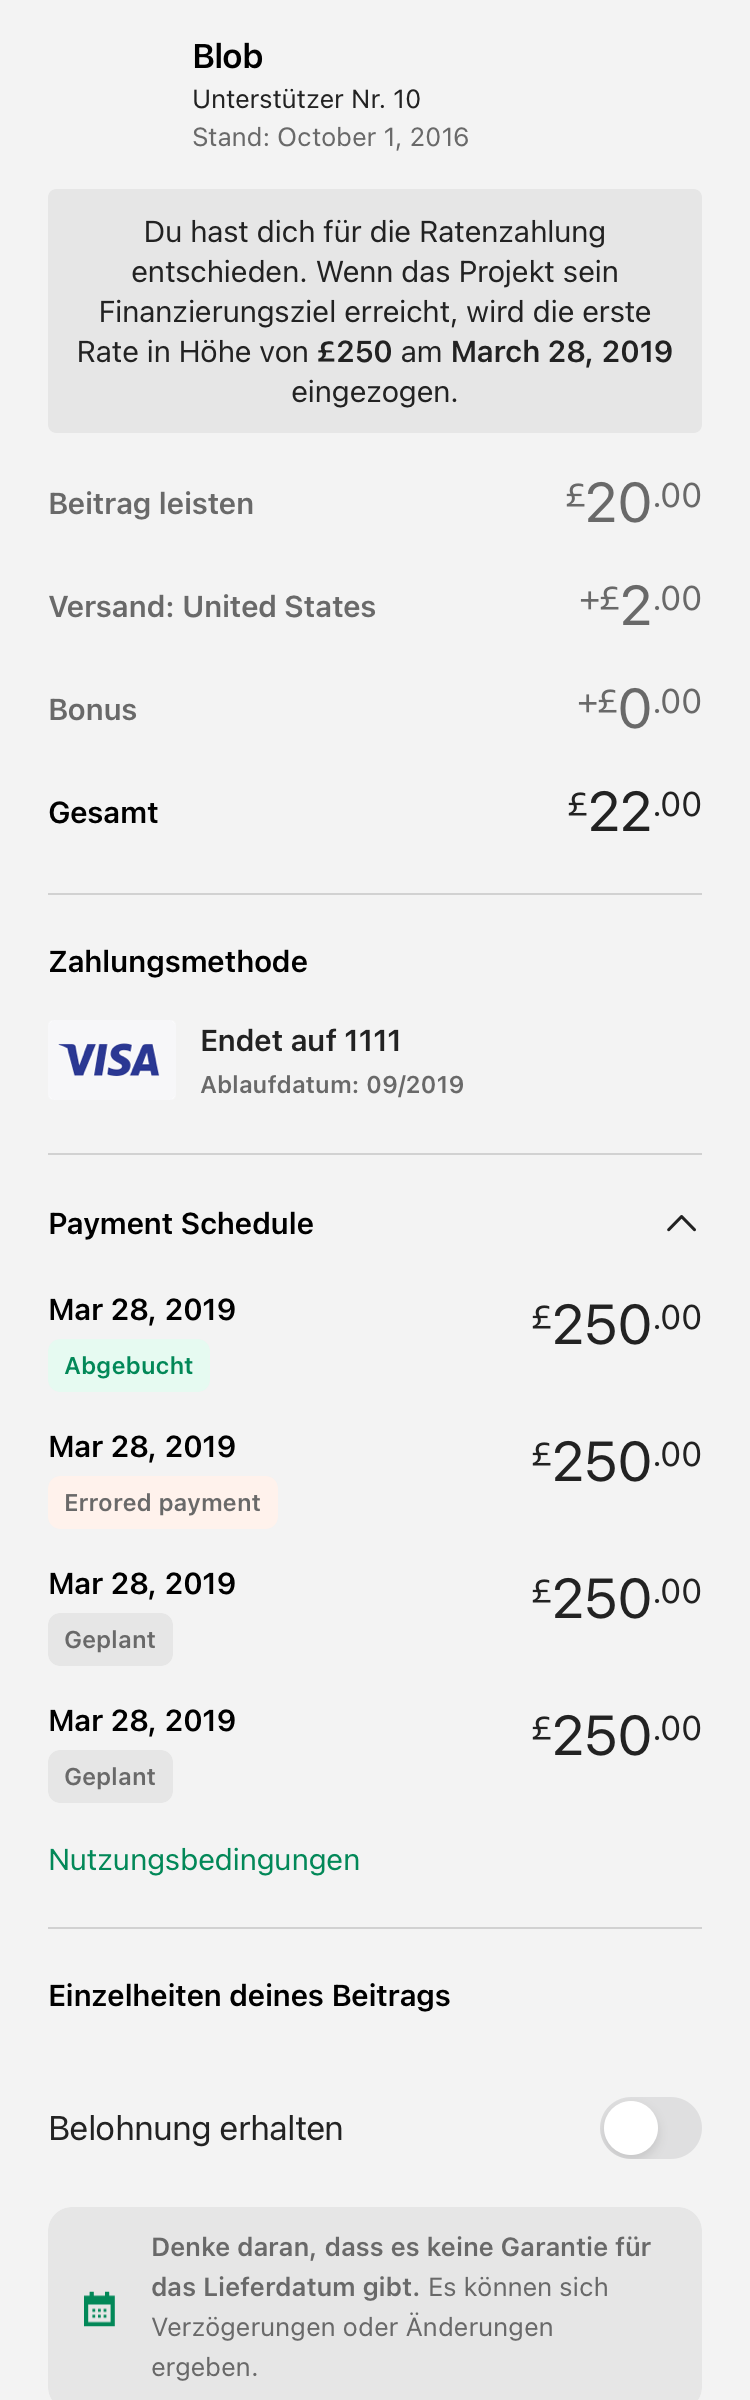 Blob
Unterstützer Nr. 10
Stand: October 1, 2016
Du hast dich für die Ratenzahlung
entschieden. Wenn das Projekt sein
Finanzierungsziel erreicht, wird die erste
Rate in Höhe von £250 am March 28, 2019
eingezogen.
Beitrag leisten £20.00
Versand: United States +£2.00
Bonus +£0.00
Gesamt £22.00
Zahlungsmethode
VISA
Endet auf 1111
Ablaufdatum: 09/2019
Payment Schedule
Mar 28, 2019 £250.00
Abgebucht
Mar 28, 2019 £250.00
Errored payment
Mar 28, 2019 £250.00
Geplant
Mar 28, 2019 £250.00
Geplant
Nutzungsbedingungen
Einzelheiten deines Beitrags
Belohnung erhalten
Denke daran, dass es keine Garantie für
das Lieferdatum gibt. Es können sich
Verzögerungen oder Änderungen
ergeben.